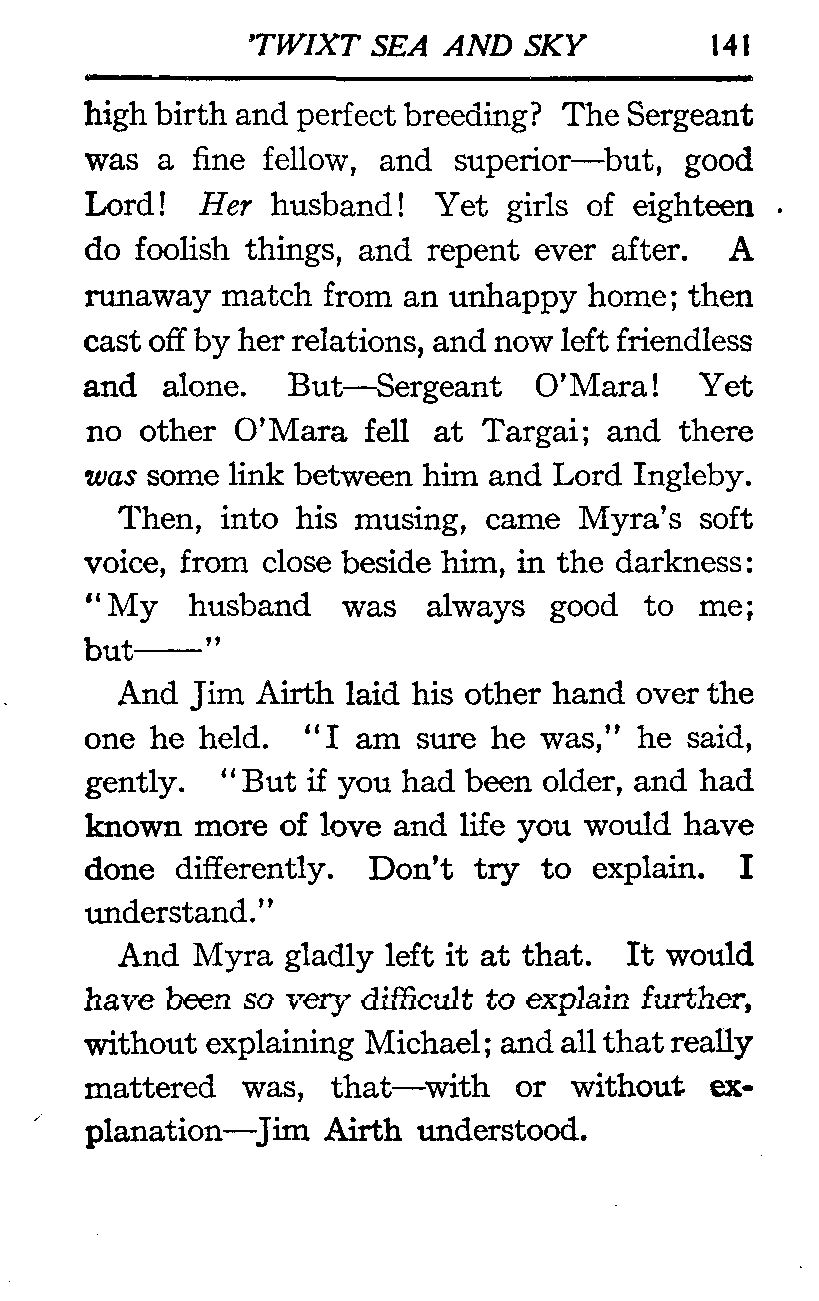 'TWIXT SEA AND SKY 141
high birth and perfect breeding? The Sergeant
was a fine fellow, and superior—but, good
Lord! Her husband! Yet girls of eighteen
do foolish things, and repent ever after. A
runaway match from an unhappy home; then
cast off by her relations, and now left friendless
and alone. But—Sergeant O'Mara! Yet
no other O'Mara fell at Targai; and there
was some link between him and Lord Ingleby.
Then, into his musing, came Myra's soft
voice, from close beside him, in the darkness:
"My husband was always good to me;
but——"
And Jim Airth laid his other hand over the
one he held. "I am sure he was," he said,
gently. "But if you had been older, and had
known more of love and life you would have
done differently. Don't try to explain. I
understand."
And Myra gladly left it at that. It would
have been so very difficult to explain further,
without explaining Michael; and all that really
mattered was, that—with or without ex-
planation—Jim Airth understood.